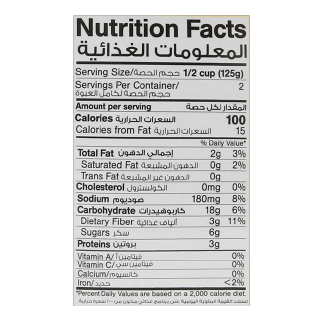 Nutrition Facts
المعلومات الغذائية
Serving Size/حجم الحصة 1/2 cup (125g)
Servings Per Container/ 2
حجم الحصة لكامل العبوة
Amount per serving المقدار لكل حصة
Calories السعرات الحرارية 100
Calories from Fat السعرات الحرارية 15
% Daily Value*
Total Fat إجمالي الدهون 2g 3%
Saturated Fat الدهون المشبعة 0g 2%
Trans Fat الدهون غير المشبعة 0g
Cholesterol الكولسترول 0mg 0%
Sodium صوديوم 180mg 8%
Carbohydrate كاربوهيدرات 18g 6%
Dietary Fiber ألياف غذائية 3g 11%
Sugars سكر 6g
Proteins بروتين 3g
Vitamin A/فيتامين أ 0%
Vitamin C/فيتامين سي 0%
Calcium/كالسيوم 0%
Iron/حديد <2%
*Percent Daily Values are based on a 2,000 calorie diet.